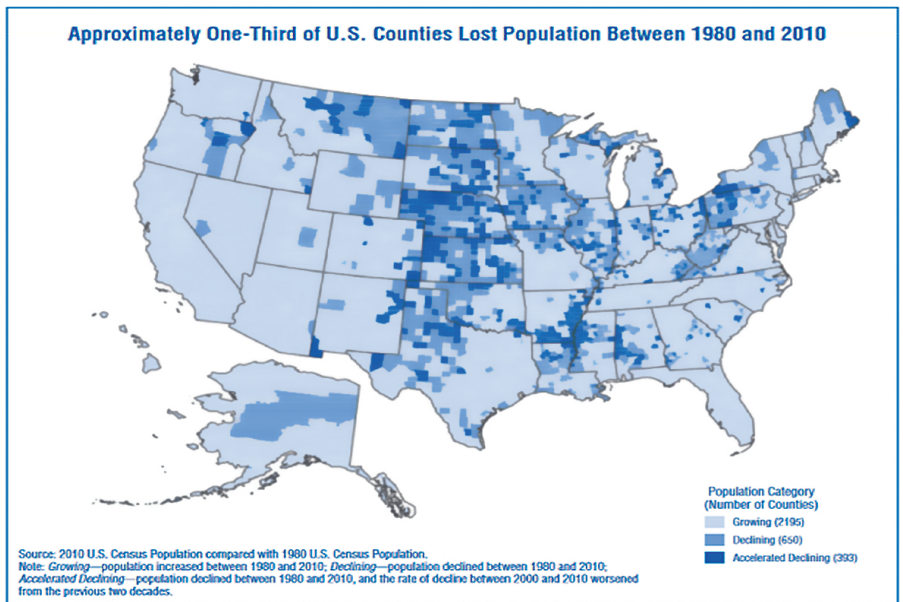 Approximately One-Third of U.S. Counties Lost Population Between 1980 and 2010
Population Category
(Number of Counties)
Growing (2195)
Declining (650)
Accelerated Declining (393)
Source: 2010 U.S. Census Population compared with 1980 U.S. Census Population.
Note: Growing—population increased between 1980 and 2010; Declining—population declined between 1980 and 2010;
Accelerated Declining—population declined between 1980 and 2010, and the rate of decline between 2000 and 2010 worsened
from the previous two decades.